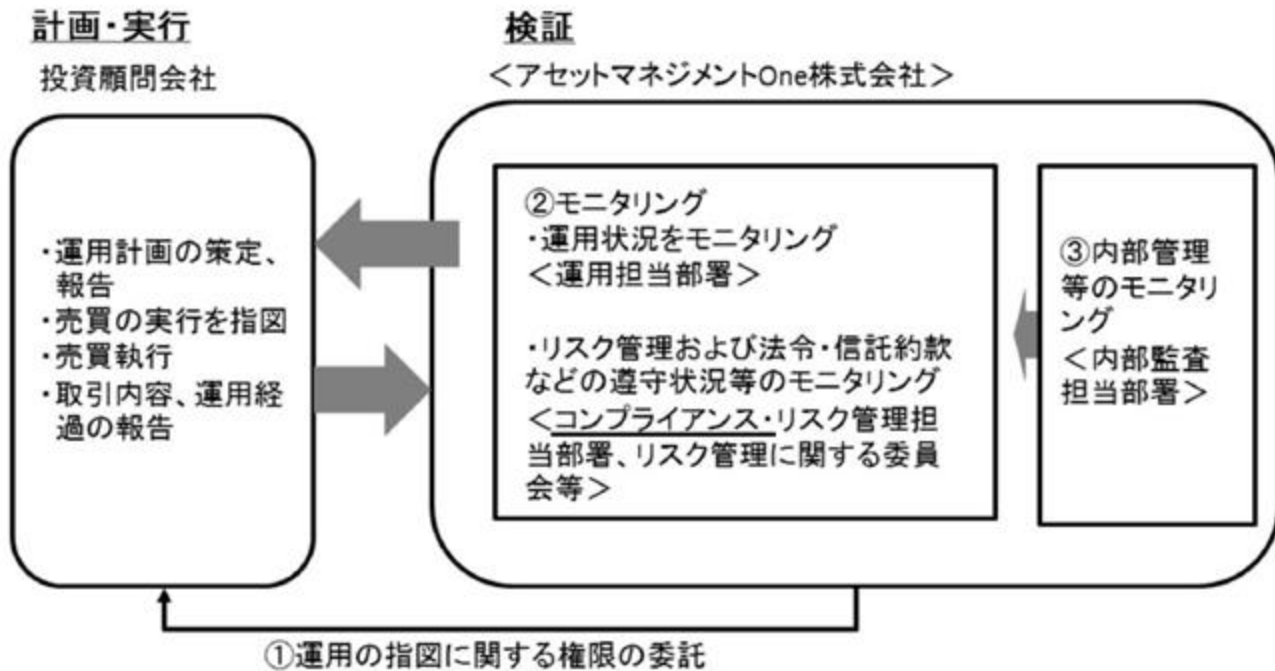 計画・実行
投資顧問会社
・運用計画の策定、
報告
・売買の実行を指図
・売買執行
・取引内容、運用経
過の報告
検証
＜アセットマネジメントOne株式会社＞
②モニタリング
・運用状況をモニタリング
＜運用担当部署＞
・リスク管理および法令・信託約款
などの遵守状況等のモニタリング
＜コンプライアンス・リスク管理担
当部署、リスク管理に関する委員
会等＞
③内部管理
等のモニタリ
ング
＜内部監査
担当部署＞
①運用の指図に関する権限の委託